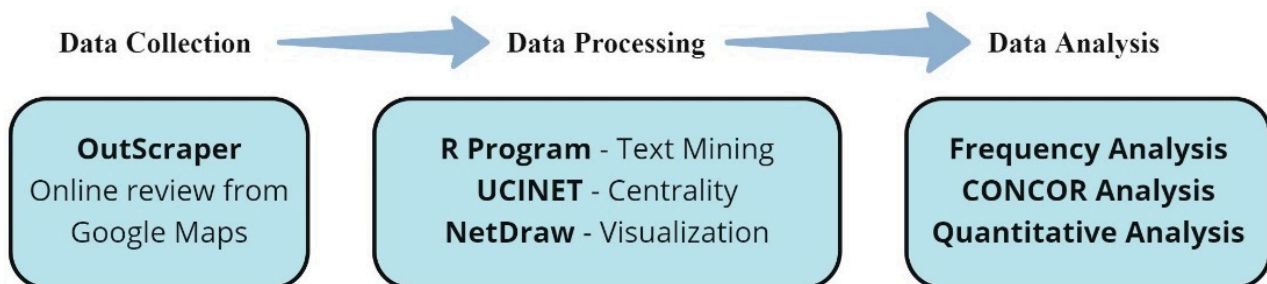 Data Collection
Data Processing
Data Analysis
OutScraper
Online review from
Google Maps
R Program - Text Mining
UCINET - Centrality
NetDraw - Visualization
Frequency Analysis
CONCOR Analysis
Quantitative Analysis